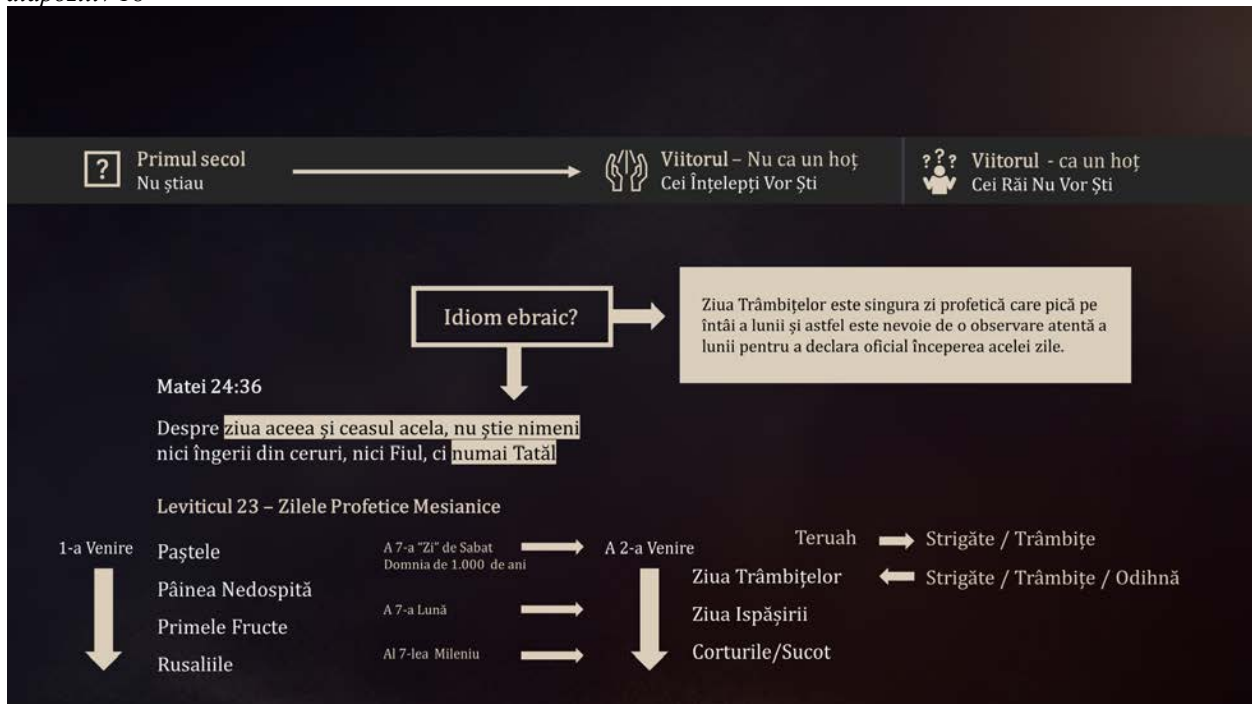 Primul secol
Nu știau
Viitorul – Nu ca un hoț
Cei Înțelepți Vor Ști
Viitorul - ca un hoț
Cei Răi Nu Vor Ști
Idiom ebraic?
Ziua Trâmbițelor este singura zi profetică care pică pe
întâi a lunii și astfel este nevoie de o observare atentă a
lunii pentru a declara oficial începerea acelei zile.
Matei 24:36
Despre ziua aceea și ceasul acela, nu știe nimeni
nici îngerii din ceruri, nici Fiul, ci numai Tatăl
Leviticul 23 – Zilele Profetice Mesianice
1-a Venire
Paștele
Pâinea Nedospită
Primele Fructe
Rusaliile
A 7-a "Zi" de Sabat
Domnia de 1.000 de ani
A 7-a Lună
Al 7-lea Mileniu
A 2-a Venire
Teruah
Strigăte / Trâmbițe
Ziua Trâmbițelor
Strigăte / Trâmbițe / Odihnă
Ziua Ispășirii
Corturile/Sucot